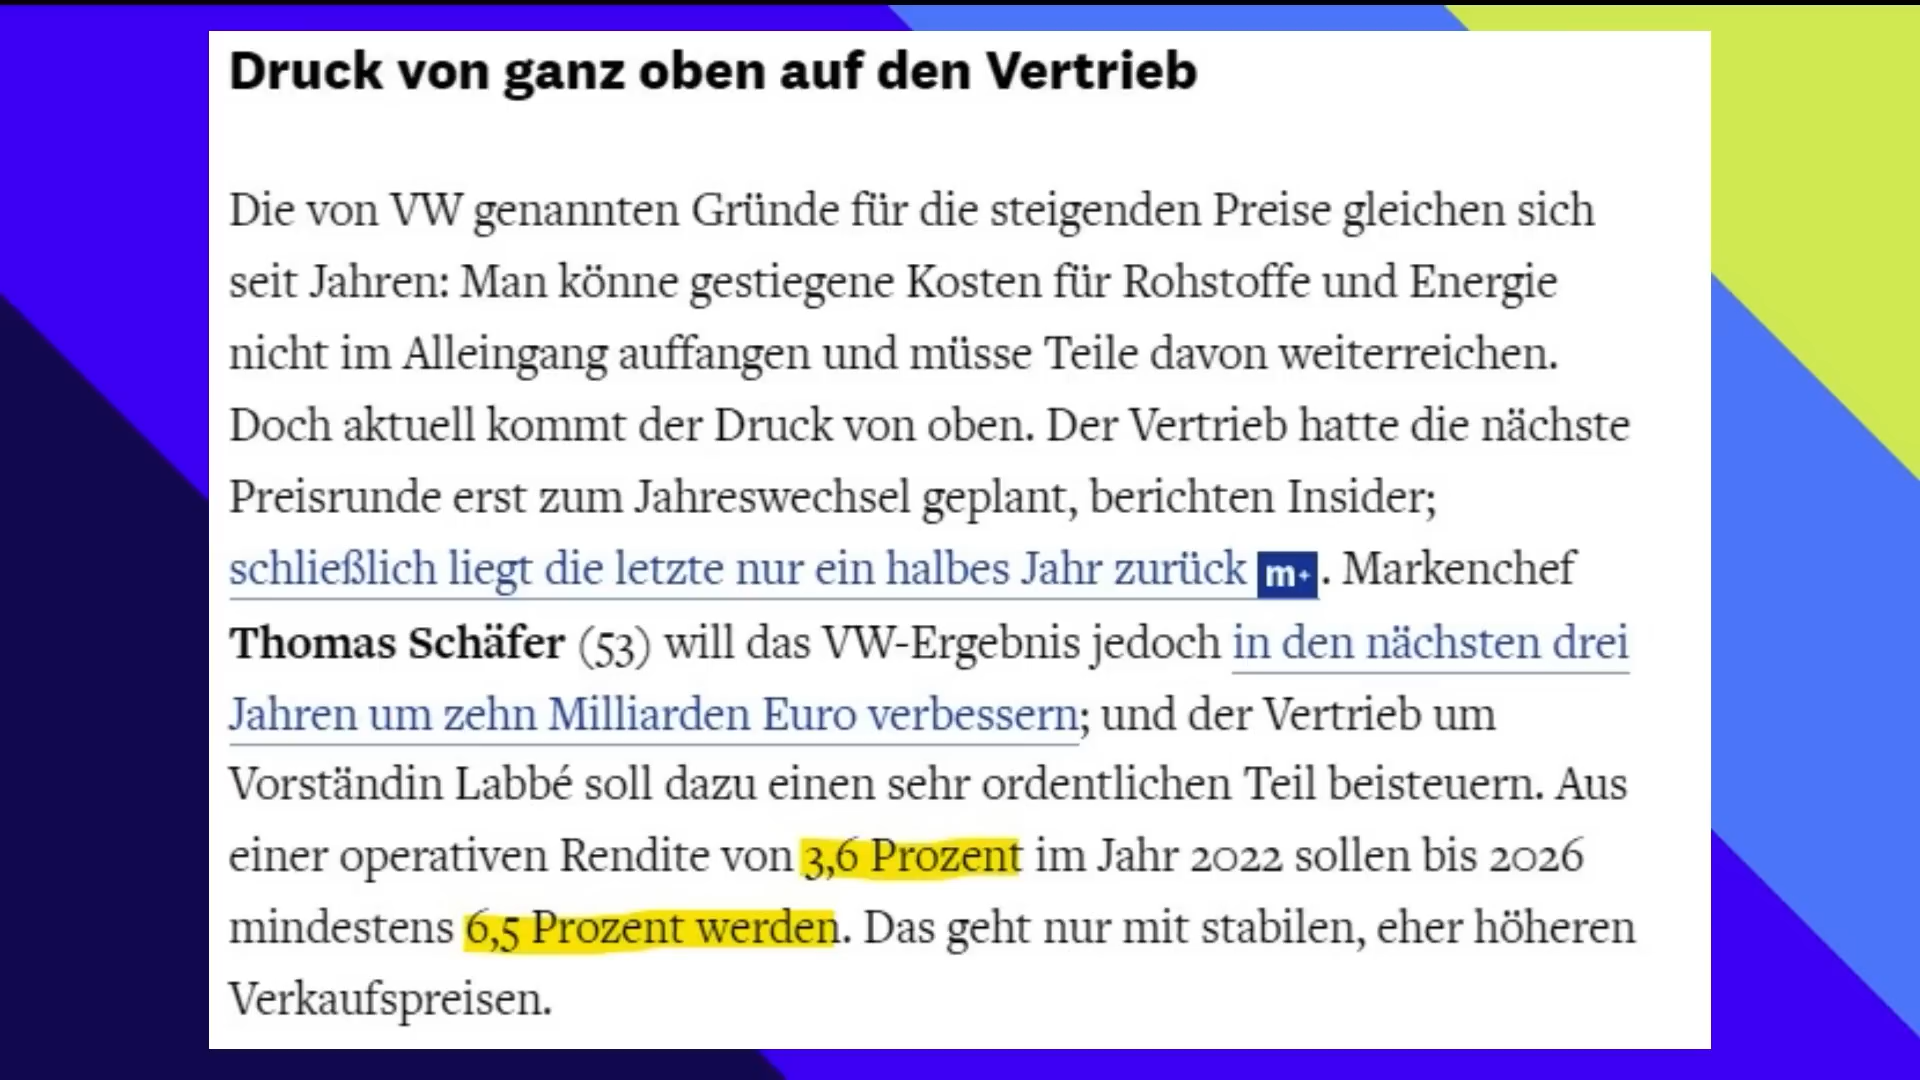 Druck von ganz oben auf den Vertrieb
Die von VW genannten Gründe für die steigenden Preise gleichen sich
seit Jahren: Man könne gestiegene Kosten für Rohstoffe und Energie
nicht im Alleingang auffangen und müsse Teile davon weiterreichen.
Doch aktuell kommt der Druck von oben. Der Vertrieb hatte die nächste
Preisrunde erst zum Jahreswechsel geplant, berichten Insider;
schließlich liegt die letzte nur ein halbes Jahr zurück m+. Markenchef
Thomas Schäfer (53) will das VW-Ergebnis jedoch in den nächsten drei
Jahren um zehn Milliarden Euro verbessern; und der Vertrieb um
Vorständin Labbé soll dazu einen sehr ordentlichen Teil beisteuern. Aus
einer operativen Rendite von 3,6 Prozent im Jahr 2022 sollen bis 2026
mindestens 6,5 Prozent werden. Das geht nur mit stabilen, eher höheren
Verkaufspreisen.